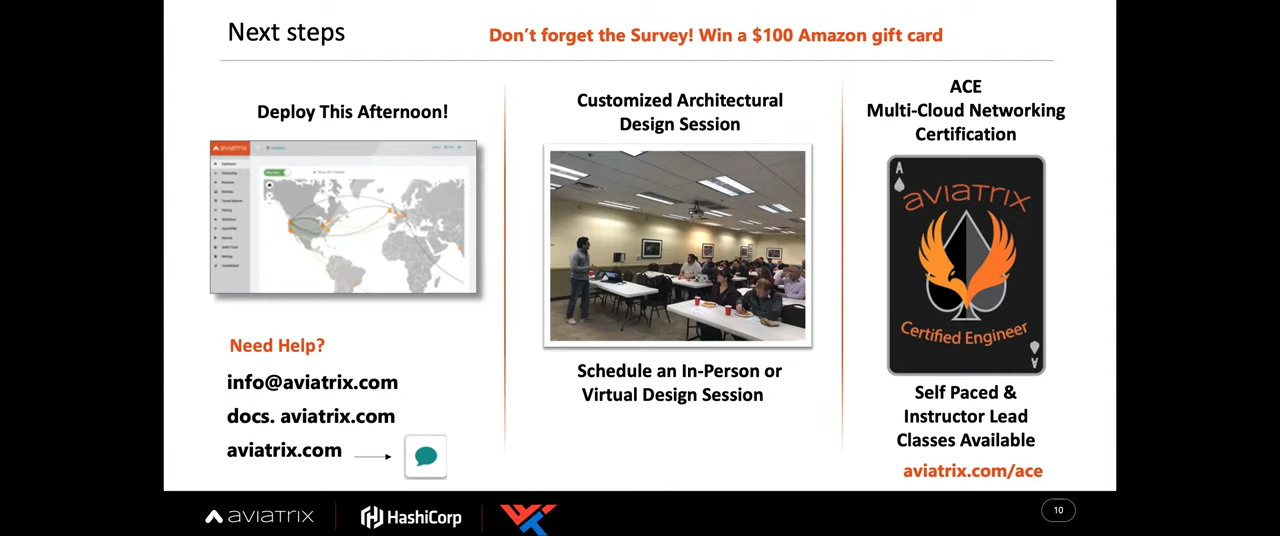 Next steps
Don't forget the Survey! Win a $100 Amazon gift card
Deploy This Afternoon!
AVIATRIX
Need Help?
info@aviatrix.com
docs. aviatrix.com
aviatrix.com
Customized Architectural
Design Session
Schedule an In-Person or
Virtual Design Session
ACE
Multi-Cloud Networking
Certification
A
aviatrix
Certified Engineer
A
Self Paced &
Instructor Lead
Classes Available
aviatrix.com/ace
AVIATRIX
HashiCorp
10